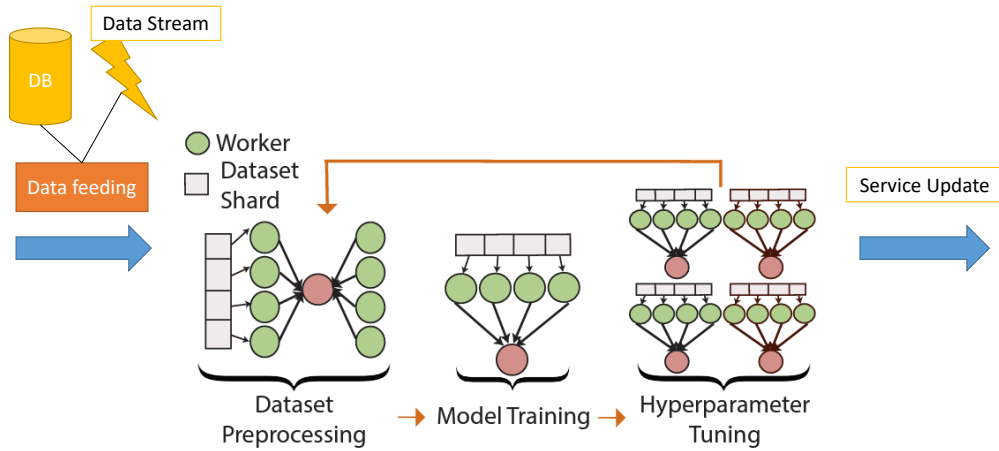 Data Stream
DB
Data feeding
Worker
Dataset
Shard
Service Update
Dataset
Preprocessing
Model Training
Hyperparameter
Tuning